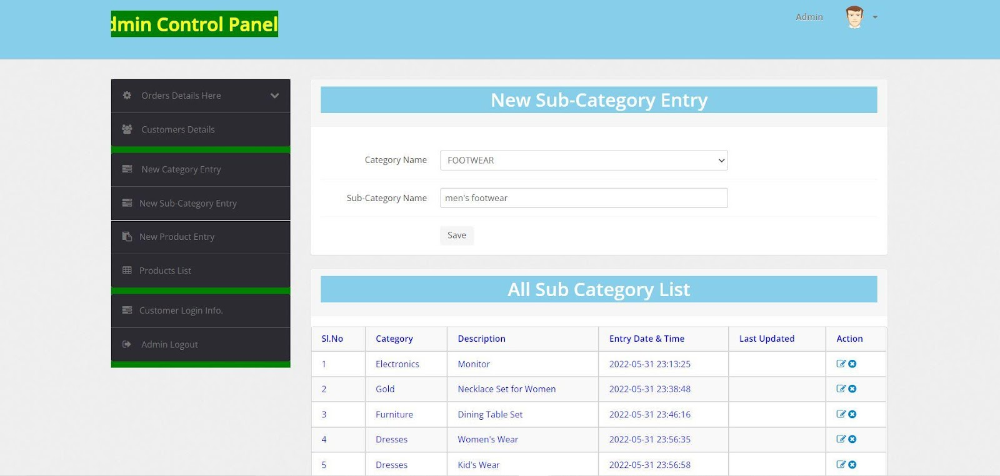 dmin Control Panel
Admin
Orders Details Here
Customers Details
New Category Entry
New Sub-Category Entry
New Product Entry
Products List
Customer Login Info.
Admin Logout
New Sub-Category Entry
Category Name FOOTWEAR
Sub-Category Name men's footwear
Save
All Sub Category List
Sl.No Category Description Entry Date & Time Last Updated Action
1 Electronics Monitor 2022-05-31 23:13:25
2 Gold Necklace Set for Women 2022-05-31 23:38:48
3 Furniture Dining Table Set 2022-05-31 23:46:16
4 Dresses Women's Wear 2022-05-31 23:56:35
5 Dresses Kid's Wear 2022-05-31 23:56:58